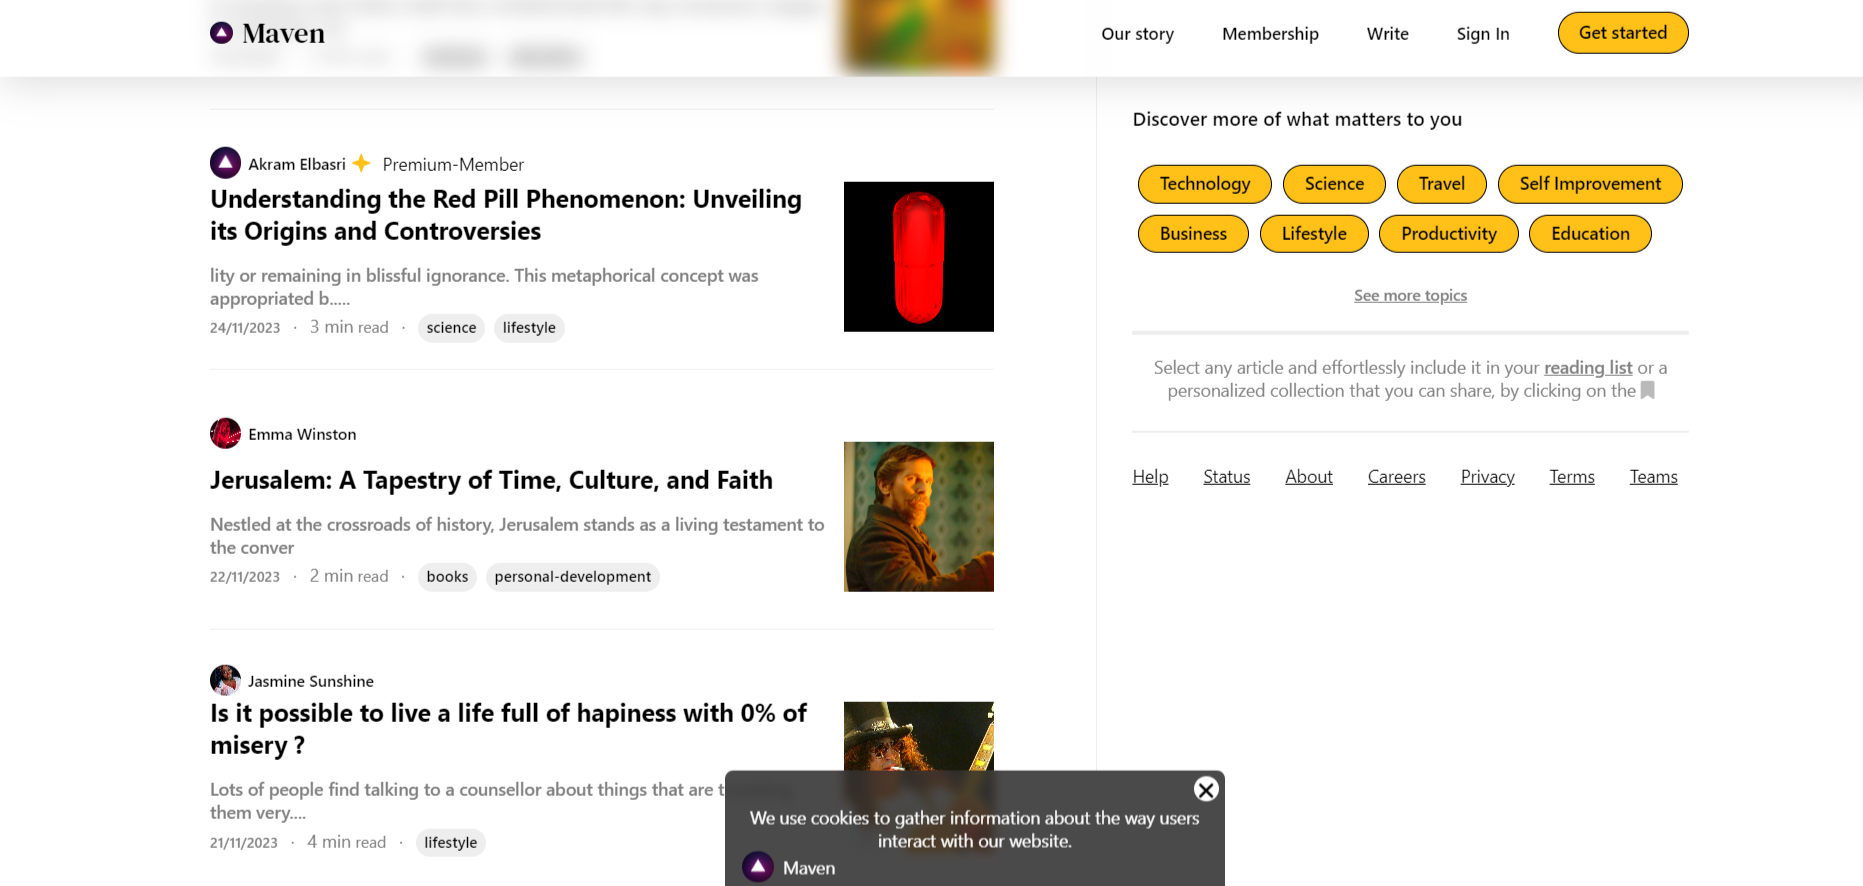 Maven
Our story
Membership
Write
Sign In
Get started
Akram Elbasri
Premium-Member
Understanding the Red Pill Phenomenon: Unveiling
its Origins and Controversies
lity or remaining in blissful ignorance. This metaphorical concept was
appropriated b.....
24/11/2023 · 3 min read · science lifestyle
Emma Winston
Jerusalem: A Tapestry of Time, Culture, and Faith
Nestled at the crossroads of history, Jerusalem stands as a living testament to
the conver
22/11/2023 · 2 min read · books personal-development
Jasmine Sunshine
Is it possible to live a life full of hapiness with 0% of
misery ?
Lots of people find talking to a counsellor about things that are
them very....
21/11/2023 · 4 min read · lifestyle
Discover more of what matters to you
Technology Science Travel Self Improvement
Business Lifestyle Productivity Education
See more topics
Select any article and effortlessly include it in your reading list or a
personalized collection that you can share, by clicking on the
Help Status About Careers Privacy Terms Teams
We use cookies to gather information about the way users
interact with our website.
Maven